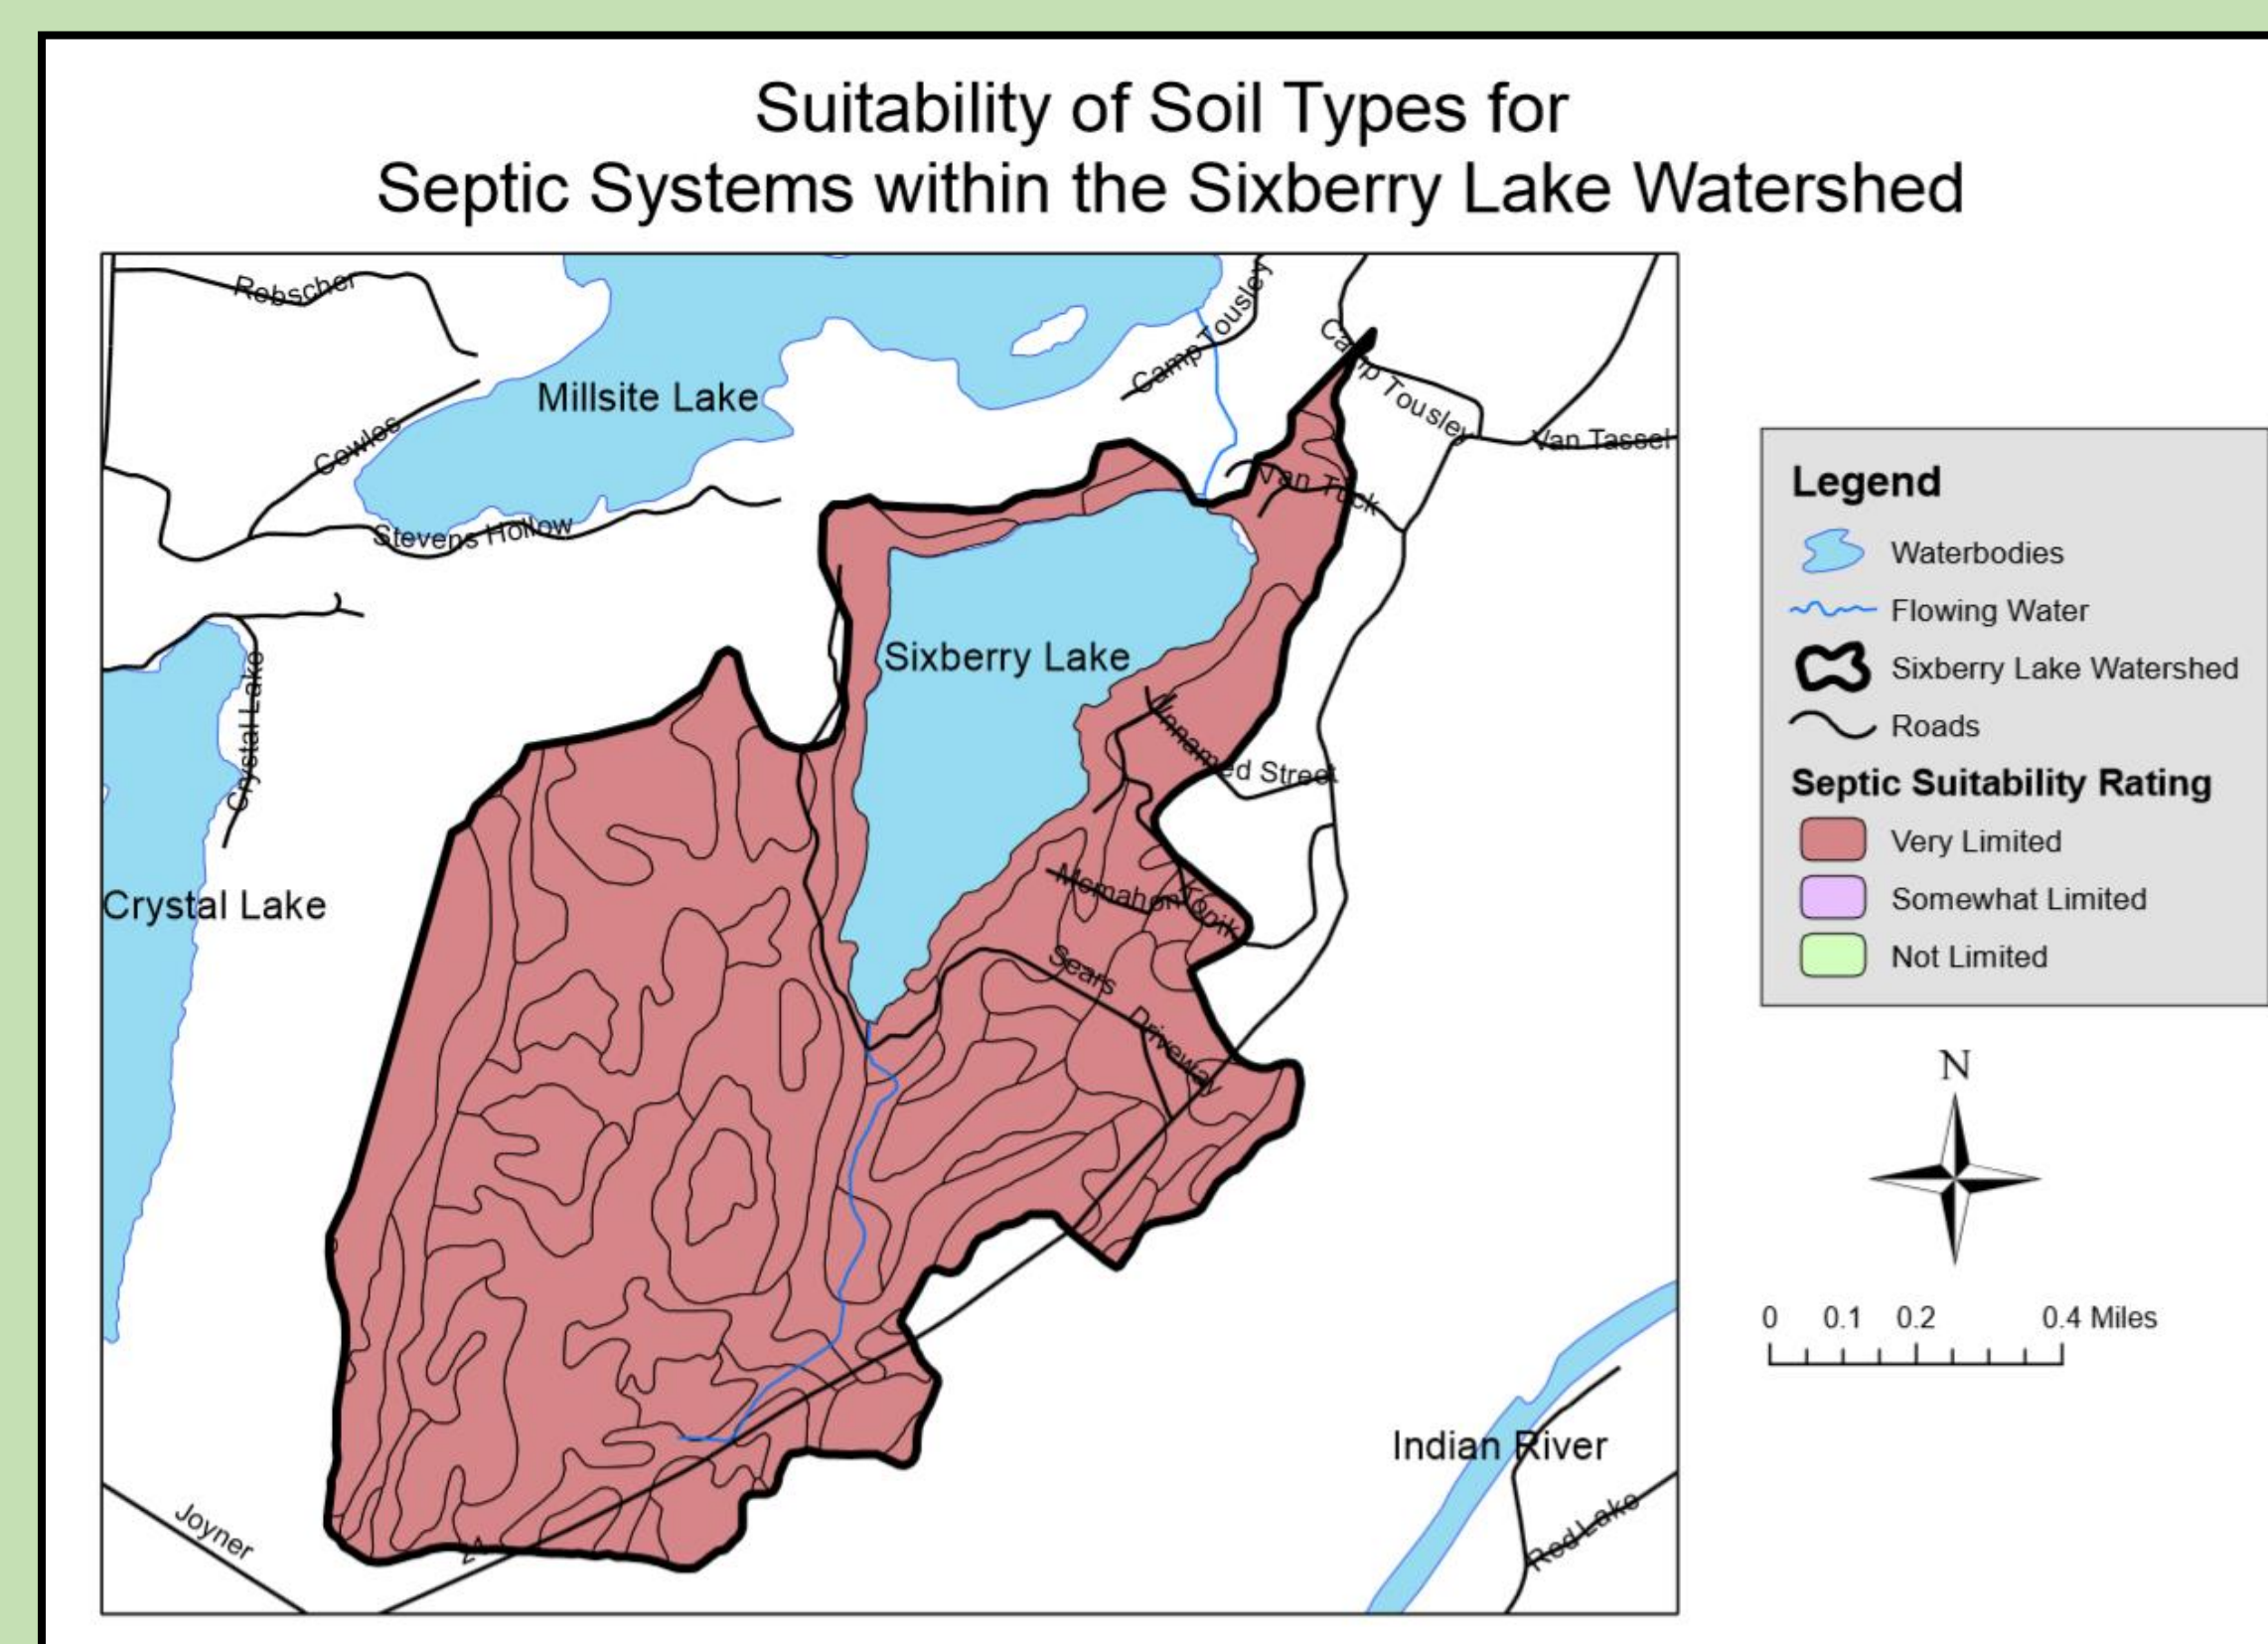 Suitability of Soil Types for
Septic Systems within the Sixberry Lake Watershed
Rebscher
Camp Tousley
Camp Tousley
Millsite Lake
Cowles
Van Tassel
Van Tuck
Stevens Hollow
Sixberry Lake
Crystal Lake
Unnamed Street
Crystal Lake
Mcmahon
Topik
Sears
Driveway
Indian River
Red Lake
Joyner
Legend
Waterbodies
Flowing Water
Sixberry Lake Watershed
Roads
Septic Suitability Rating
Very Limited
Somewhat Limited
Not Limited
N
0 0.1 0.2 0.4 Miles